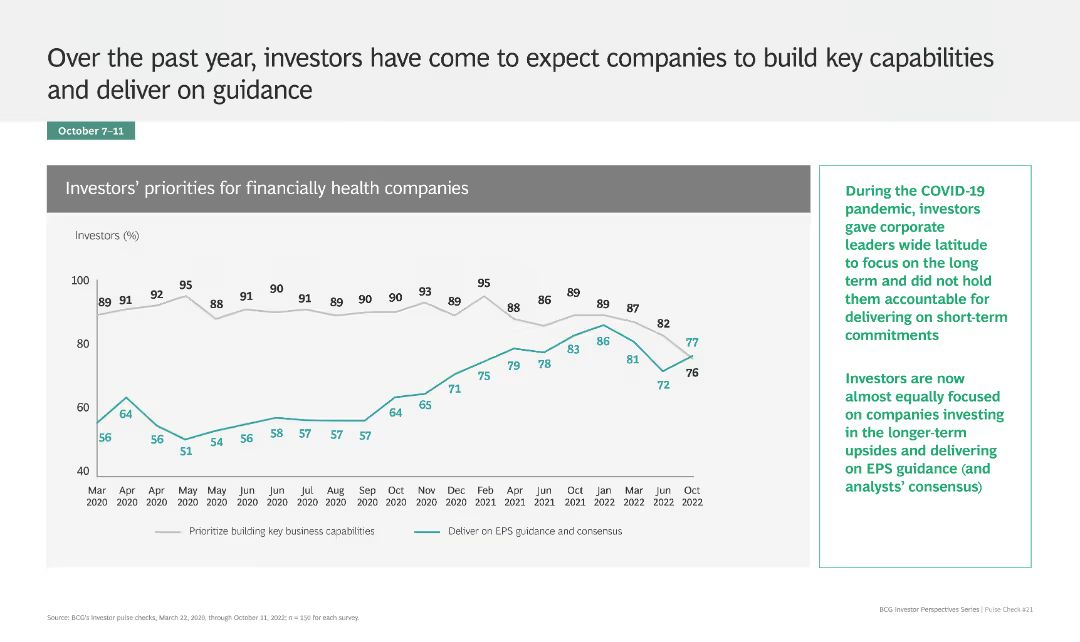 Over the past year, investors have come to expect companies to build key capabilities
and deliver on guidance
October 7–11
Investors' priorities for financially health companies
Investors (%)
100
80
60
40
89 91 92 95 88 91 90 91 89 90 90 93 89 95 88 86 89 89 87 82 76
56 64 56 51 54 56 58 57 57 57 64 65 71 75 79 78 83 86 81 72 77
Mar Apr Apr May May Jun Jun Jul Aug Sep Oct Nov Dec Feb Apr Jun Oct Jan Mar Jun Oct
2020 2020 2020 2020 2020 2020 2020 2020 2020 2020 2020 2020 2020 2021 2021 2021 2021 2022 2022 2022 2022
Prioritize building key business capabilities
Deliver on EPS guidance and consensus
During the COVID-19
pandemic, investors
gave corporate
leaders wide latitude
to focus on the long
term and did not hold
them accountable for
delivering on short-term
commitments
Investors are now
almost equally focused
on companies investing
in the longer-term
upsides and delivering
on EPS guidance (and
analysts' consensus)
Source: BCG's Investor pulse checks, March 22, 2020, through October 11, 2022; n = 150 for each survey.
BCG Investor Perspectives Series | Pulse Check #21